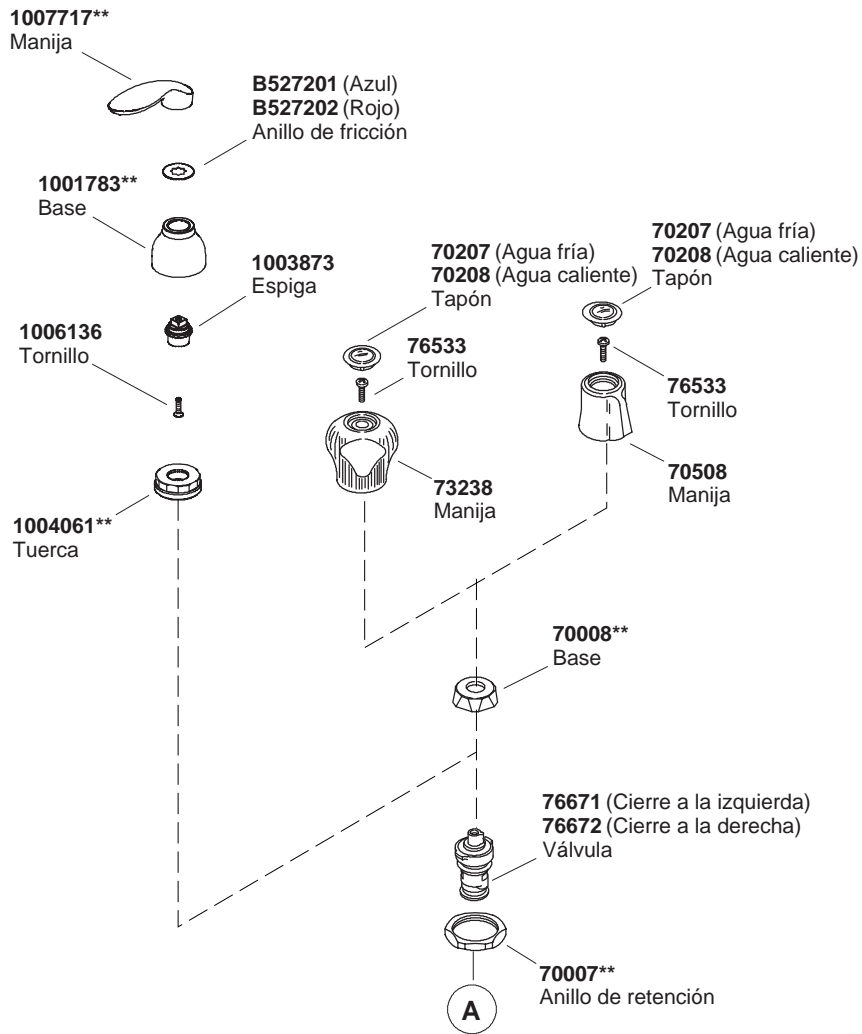 1007717**
Manija
B527201 (Azul)
B527202 (Rojo)
Anillo de fricción
1001783**
Base
1003873
Espiga
1006136
Tornillo
1004061**
Tuerca
70207 (Agua fría)
70208 (Agua caliente)
Tapón
76533
Tornillo
73238
Manija
70207 (Agua fría)
70208 (Agua caliente)
Tapón
76533
Tornillo
70508
Manija
70008**
Base
76671 (Cierre a la izquierda)
76672 (Cierre a la derecha)
Válvula
70007**
Anillo de retención
A